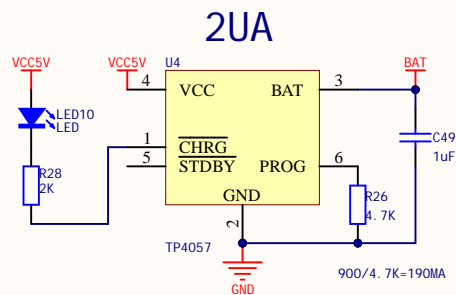 2UA
VCC5V
VCC5V
U4
BAT
4
VCC
BAT
3
LED10
LED
1
CHRG
C49
1uF
5
STDBY
PROG
6
R28
2K
GND
R26
4.7K
2
TP4057
GND
900/4.7K=190MA